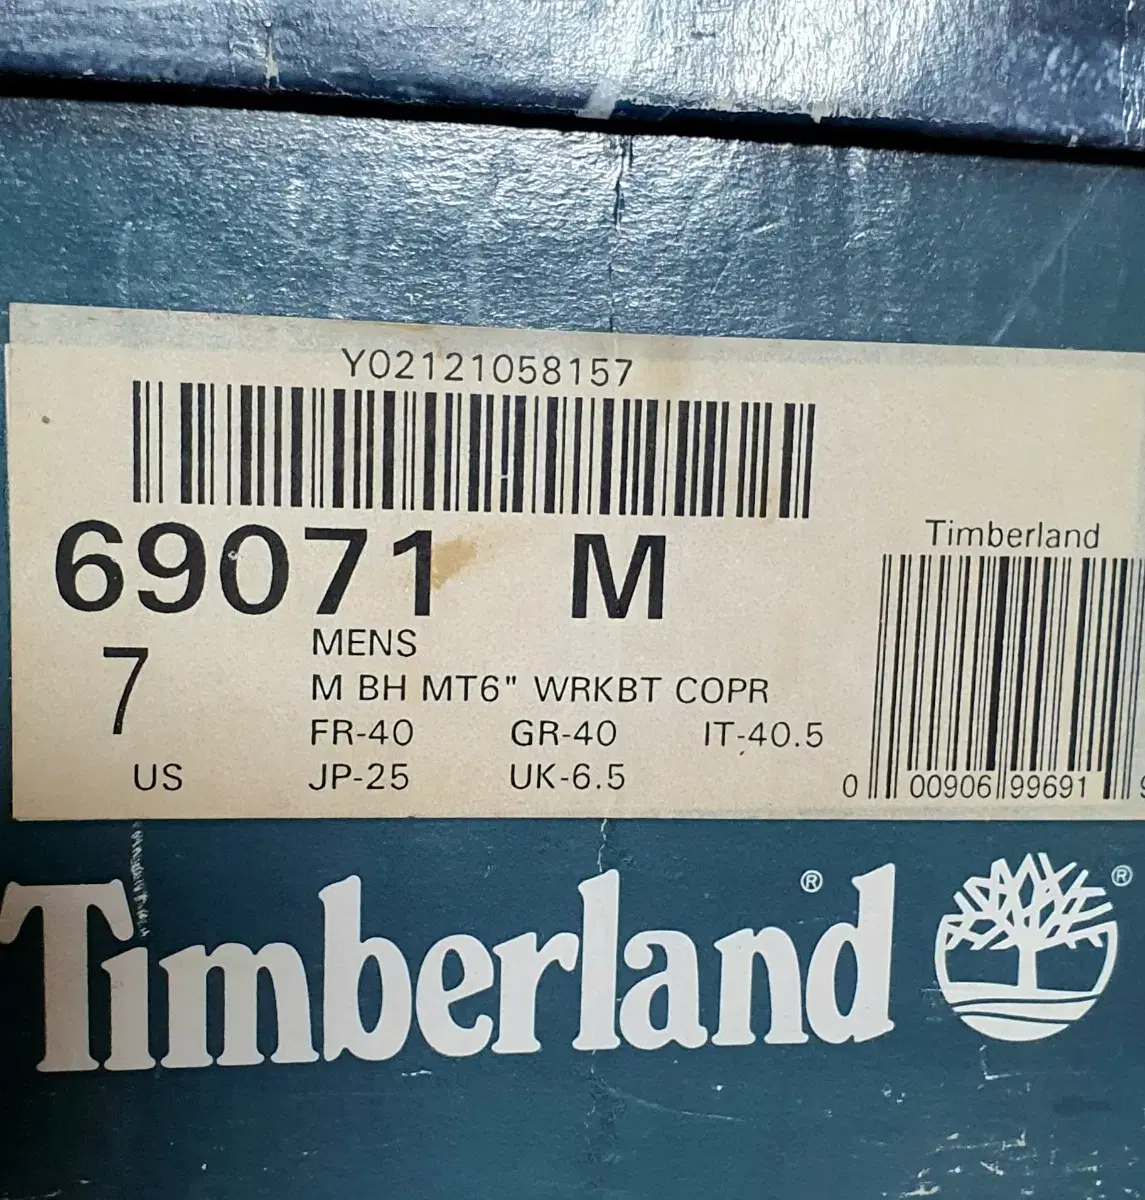 Y02121058157
69071 M
7 US
MENS
M BH MT6" WRKBT COPR
FR-40 GR-40 IT-40.5
JP-25 UK-6.5
Timberland
0 00906 99691
Timberland® ®